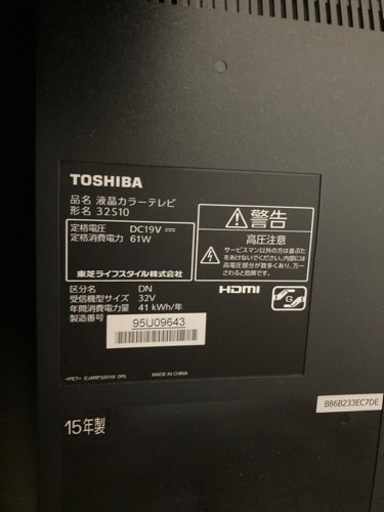 TOSHIBA
品名 液晶カラーテレビ
形名 32S10
定格電圧 DC19V
定格消費電力 61W
東芝ライフスタイル株式会社
区分名 DN
受信機型サイズ 32V
年間消費電力量 41 kWh/年
製造番号 95U09643
警告
高圧注意
サービスマン以外の方は裏ぶた
をあけないでください。内部には
高電圧部分が数多くあり、万一
さわると危険です。
HDMI
G
MADE IN CHINA
B86B233EC7DE
15年製